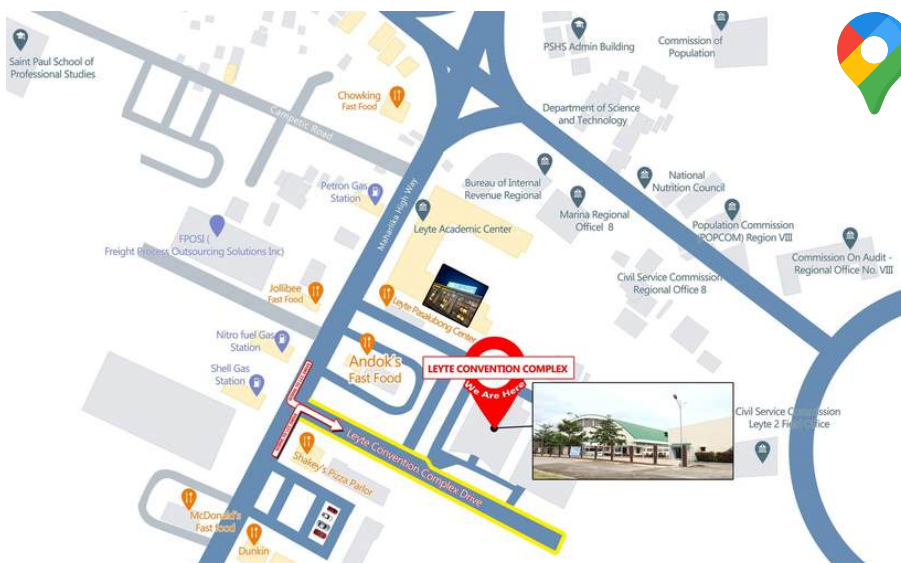 Saint Paul School of
Professional Studies
PSHS Admin Building
Commission of
Population
Chowking
Fast Food
Campetic Road
Department of Science
and Technology
Maharlika High Way
Petron Gas
Station
Bureau of Internal
Revenue Regional
National
Nutrition Council
Marina Regional
Officel 8
Leyte Academic Center
FPOSI (
Freight Process Outsourcing Solutions Inc)
Population Commission
(POPCOM) Region VIII
Commission On Audit -
Regional Office No. VIII
Civil Service Commission
Regional Office 8
Jollibee
Fast Food
Leyte Pasalubong Center
Nitro fuel Gas
Station
Andok's
Fast Food
Shell Gas
Station
LEYTE CONVENTION COMPLEX
We Are Here
Civil Service Commission
Leyte 2 Field Office
Leyte Convention Complex Drive
Shakey's Pizza Parlor
McDonald's
Fast food
Dunkin